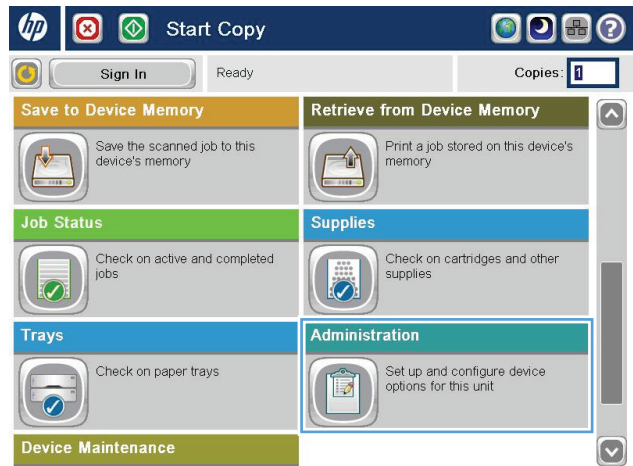 hp
Start Copy
?
Sign In
Ready
Copies: 1
Save to Device Memory
Save the scanned job to this
device's memory
Retrieve from Device Memory
Print a job stored on this device's
memory
Job Status
Check on active and completed
jobs
Supplies
Check on cartridges and other
supplies
Trays
Check on paper trays
Administration
Set up and configure device
options for this unit
Device Maintenance